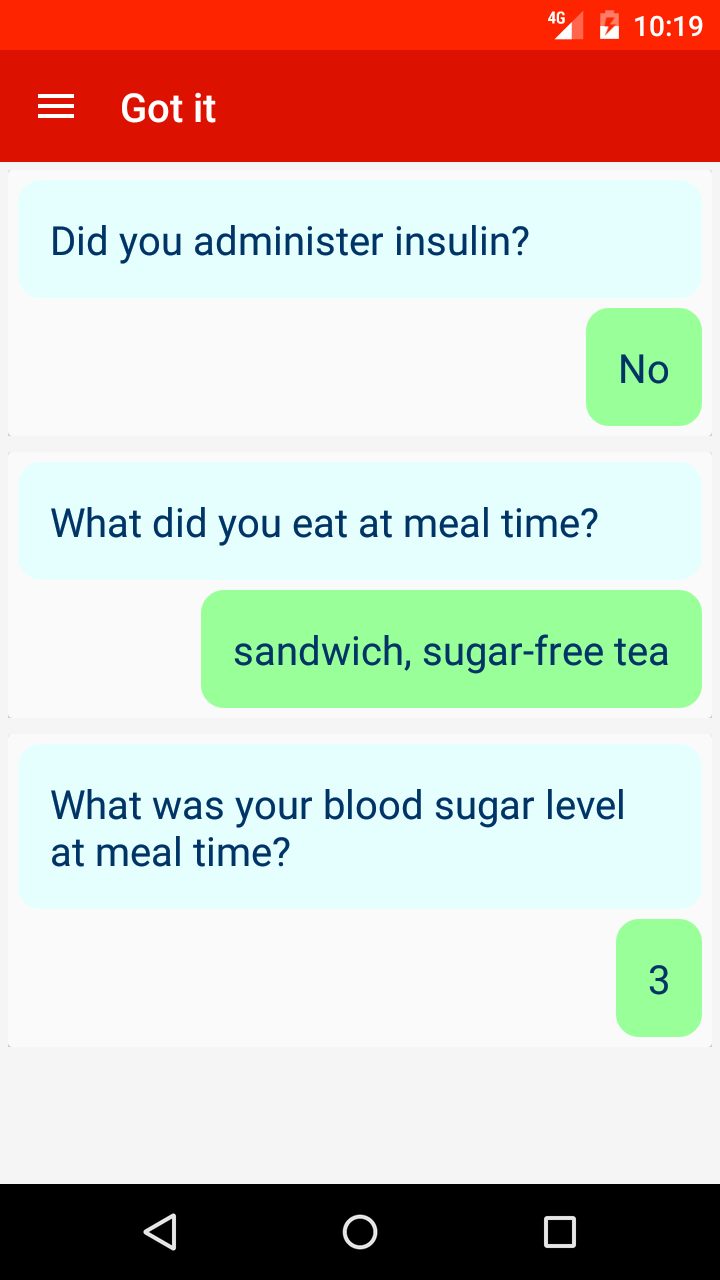 4G 10:19
Got it
Did you administer insulin?
No
What did you eat at meal time?
sandwich, sugar-free tea
What was your blood sugar level
at meal time?
3